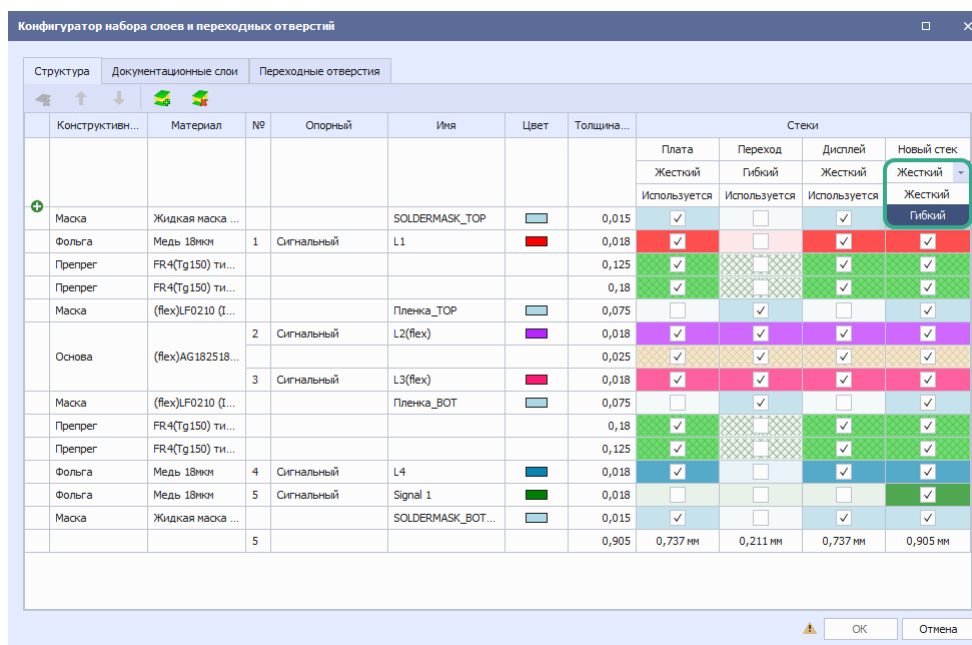 Конфигуратор набора слоев и переходных отверстий
Структура Документационные слои Переходные отверстия
Конструктивн... Материал № Опорный Имя Цвет Толщина... Стеки
Плата Переход Дисплей Новый стек
Жесткий Гибкий Жесткий Жесткий
Используется Используется Используется Жесткий
Гибкий
Маска Жидкая маска ... SOLDERMASK_TOP 0,015
Фольга Медь 18мкм 1 Сигнальный L1 0,018
Препрег FR4(Tg150) ти... 0,125
Препрег FR4(Tg150) ти... 0,18
Маска (flex)LF0210 (I... Пленка_TOP 0,075
2 Сигнальный L2(flex) 0,018
Основа (flex)AG182518... 0,025
3 Сигнальный L3(flex) 0,018
Маска (flex)LF0210 (I... Пленка_BOT 0,075
Препрег FR4(Tg150) ти... 0,18
Препрег FR4(Tg150) ти... 0,125
Фольга Медь 18мкм 4 Сигнальный L4 0,018
Фольга Медь 18мкм 5 Сигнальный Signal 1 0,018
Маска Жидкая маска ... SOLDERMASK_BOT... 0,015
5 0,905 0,737 мм 0,211 мм 0,737 мм 0,905 мм
ОК Отмена